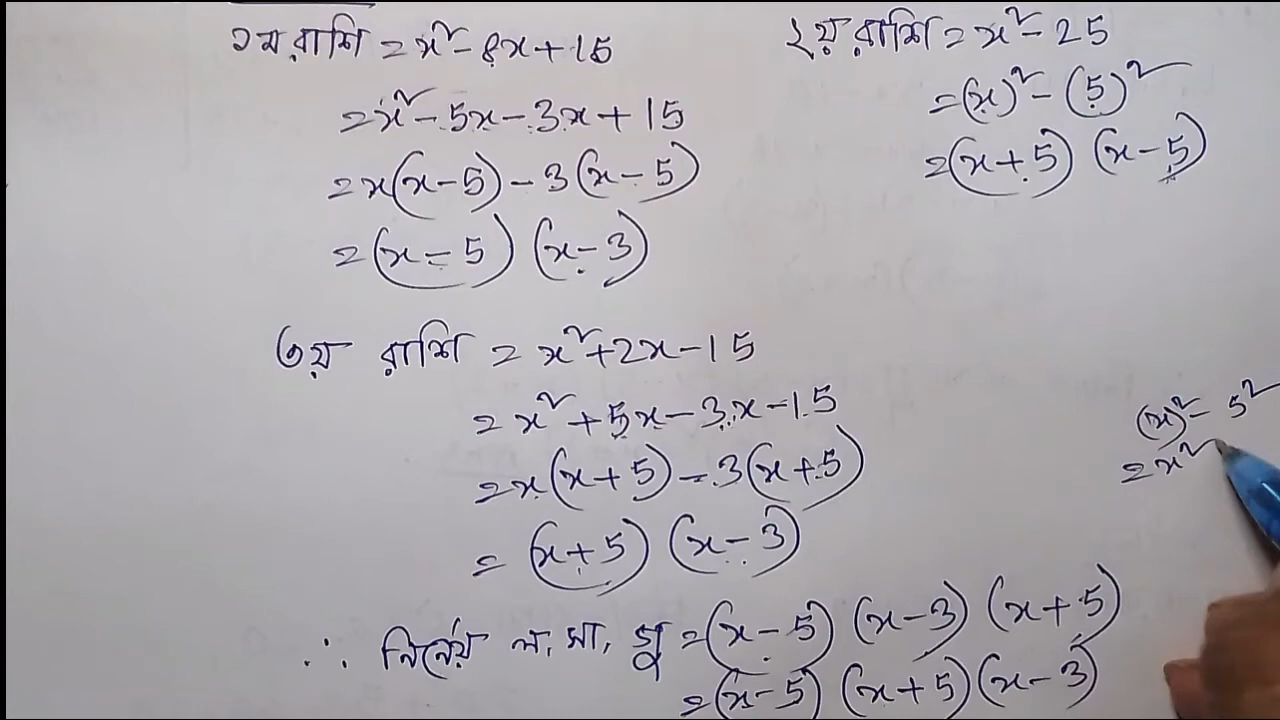 ১ম রাশি = x² - 8x + 15
= x² - 5x - 3x + 15
= x(x-5) - 3(x-5)
= (x-5) (x-3)
২য় রাশি = x² - 25
= (x)² - (5)²
= (x+5) (x-5)
৩য় রাশি = x² + 2x - 15
= x² + 5x - 3x - 15
= x(x+5) - 3(x+5)
= (x+5) (x-3)
(x)² - 5²
= x²
∴ নির্ণেয় ল, সা, গু = (x-5) (x-3) (x+5)
= (x-5) (x+5) (x-3)